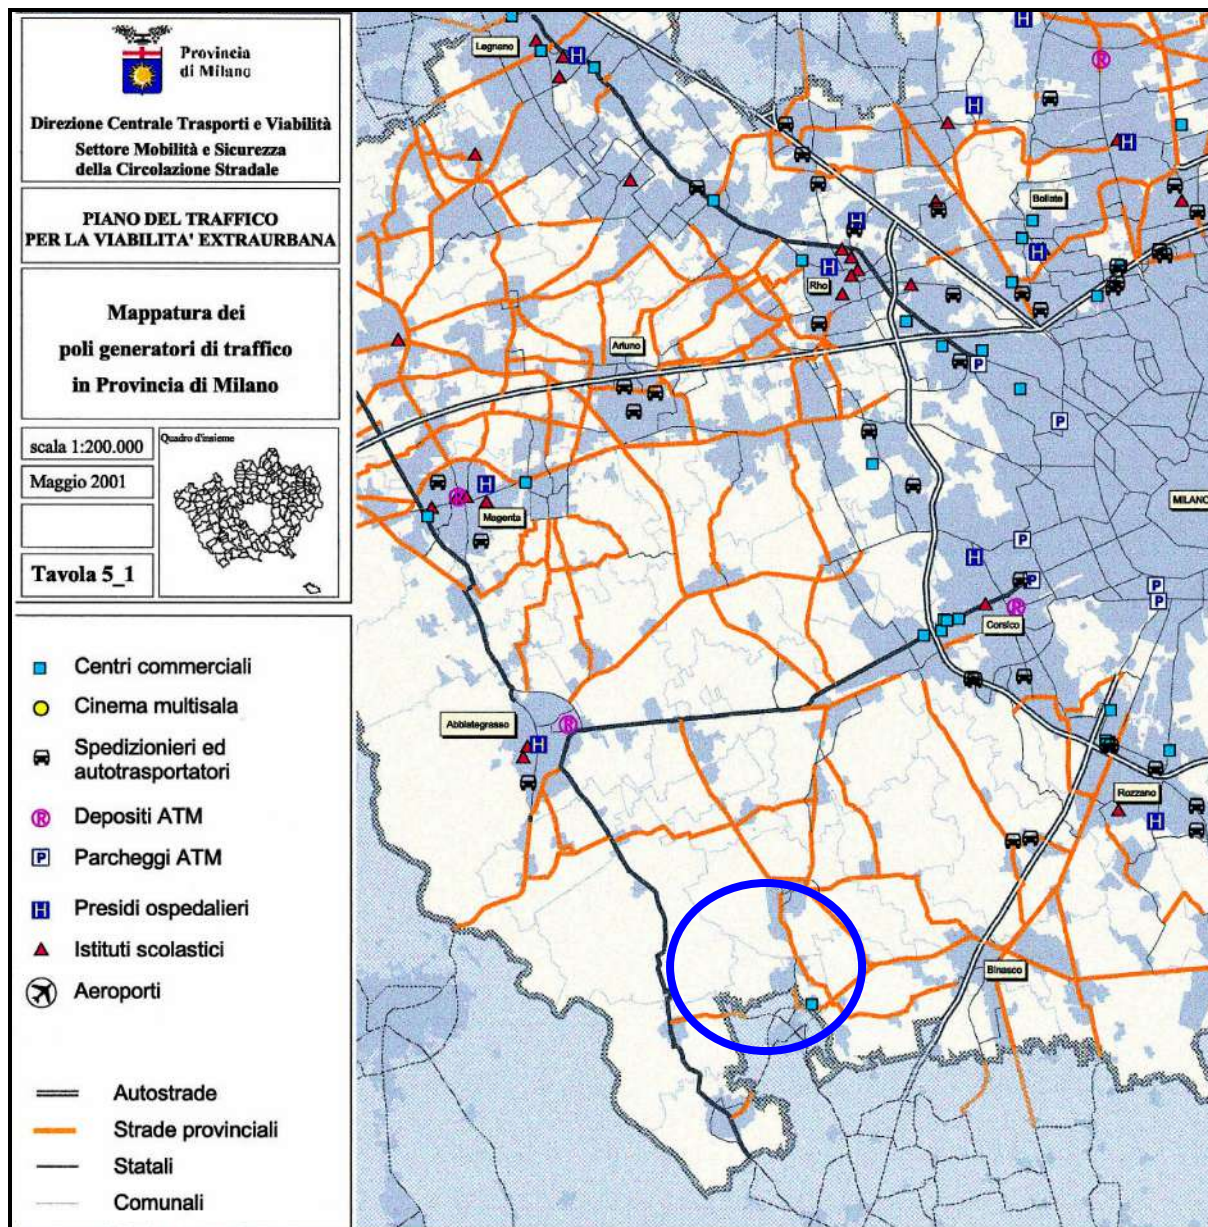 Provincia
di Milano
Direzione Centrale Trasporti e Viabilità
Settore Mobilità e Sicurezza
della Circolazione Stradale
PIANO DEL TRAFFICO
PER LA VIABILITA' EXTRAURBANA
Mappatura dei
poli generatori di traffico
in Provincia di Milano
scala 1:200.000
Maggio 2001
Tavola 5_1
Quadro d'insieme
Centri commerciali
Cinema multisala
Spedizionieri ed
autotrasportatori
R Depositi ATM
P Parcheggi ATM
H Presidi ospedalieri
Istituti scolastici
Aeroporti
Autostrade
Strade provinciali
Statali
Comunali
Legnano
Bollate
Rho
Arluno
Magenta
MILANO
Corsico
Abbiategrasso
Rozzano
Binasco